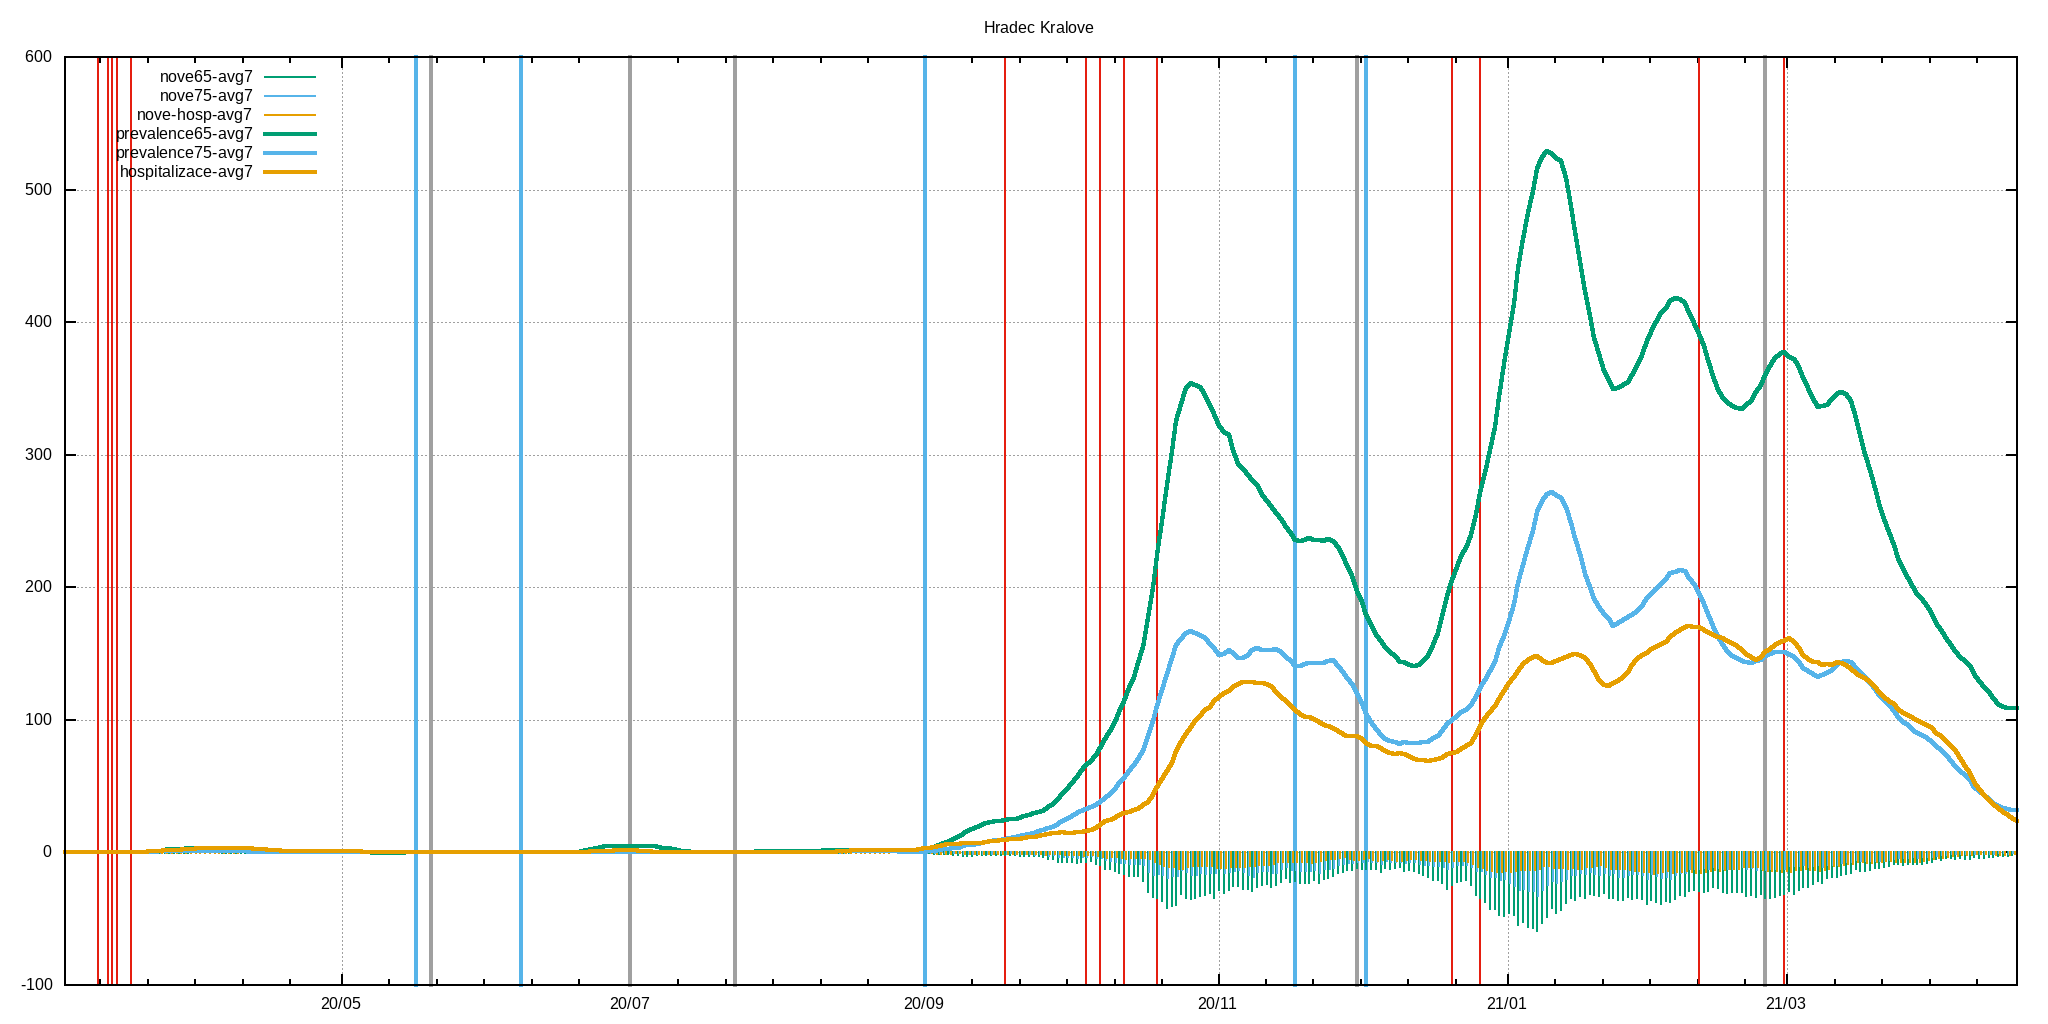 Hradec Kralove
600
500
400
300
200
100
0
-100
nove65-avg7
nove75-avg7
nove-hosp-avg7
prevalence65-avg7
prevalence75-avg7
hospitalizace-avg7
20/05
20/07
20/09
20/11
21/01
21/03